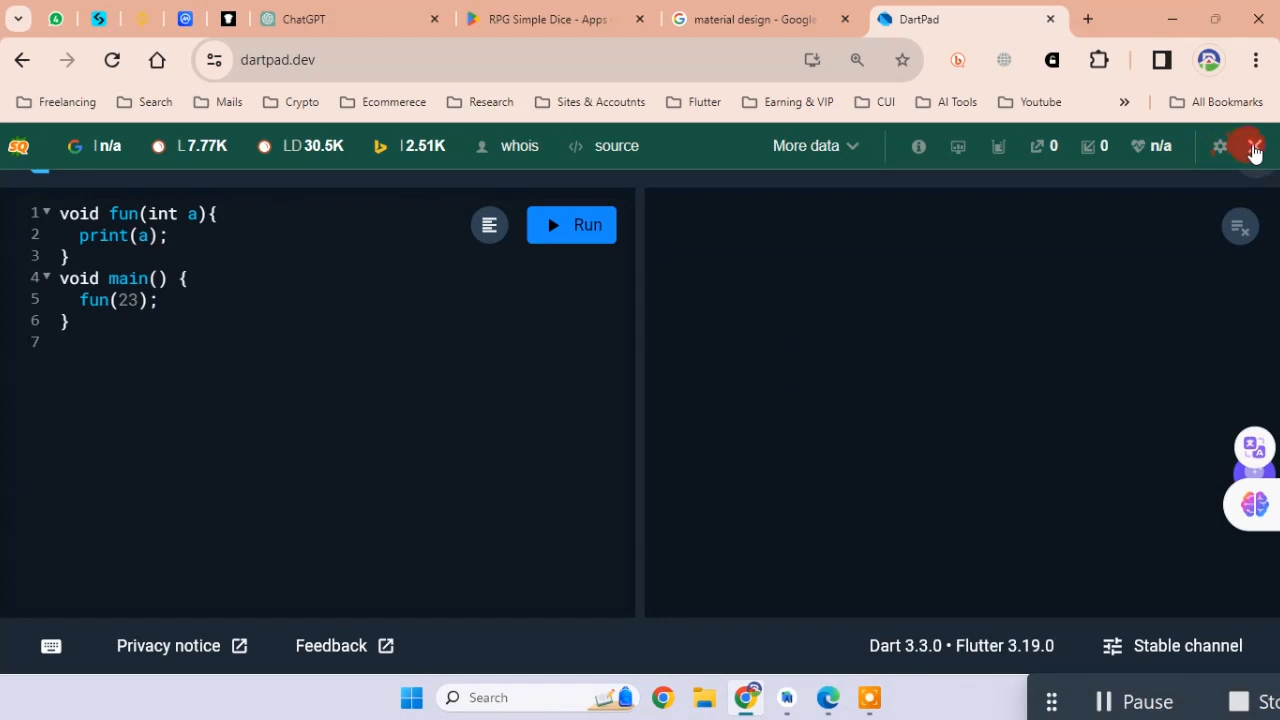 ChatGPT
RPG Simple Dice - Apps
material design - Google
DartPad
dartpad.dev
Freelancing
Search
Mails
Crypto
Ecommerece
Research
Sites & Accoutnts
Flutter
Earning & VIP
CUI
AI Tools
Youtube
All Bookmarks
SQ
I n/a
L 7.77K
LD 30.5K
I 2.51K
whois
source
More data
0
0
n/a
1 void fun(int a){
2 print(a);
3 }
4 void main() {
5 fun(23);
6 }
7
Run
Privacy notice
Feedback
Dart 3.3.0 • Flutter 3.19.0
Stable channel
Search
Pause
Sto